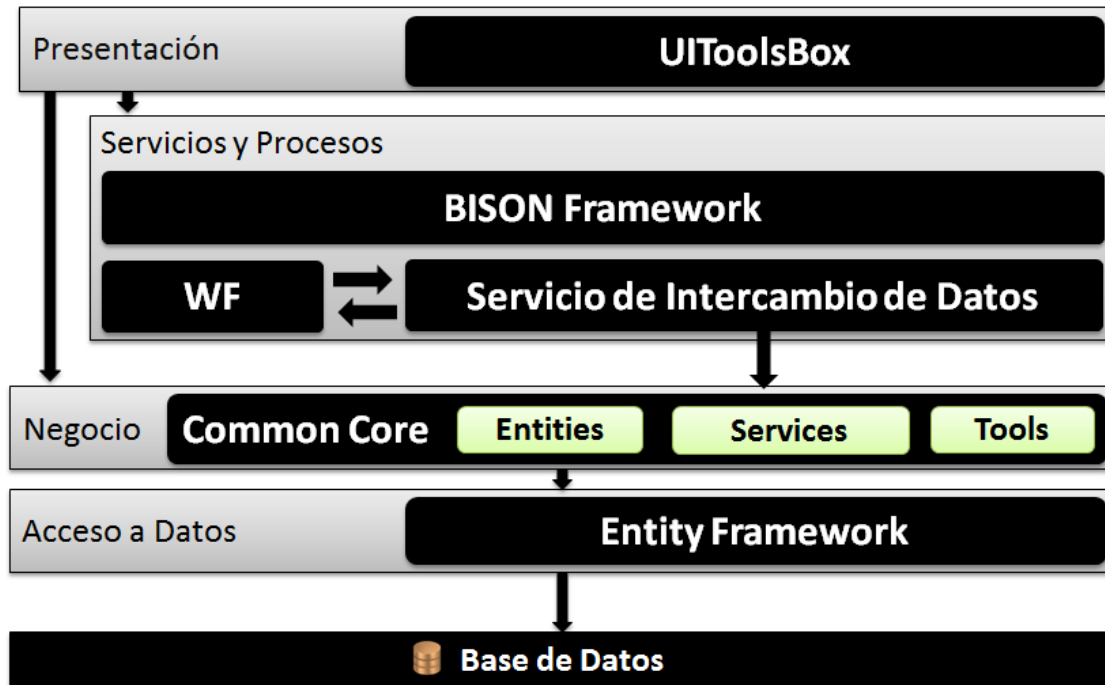 Presentación
UIToolsBox
Servicios y Procesos
BISON Framework
WF
Servicio de Intercambio de Datos
Negocio
Common Core
Entities
Services
Tools
Acceso a Datos
Entity Framework
Base de Datos